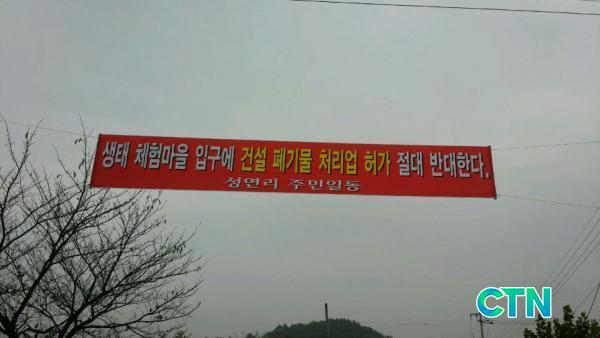 생태 체험마을 입구에 건설 폐기물 처리업 허가 절대 반대한다.
성연리 주민일동
CTN